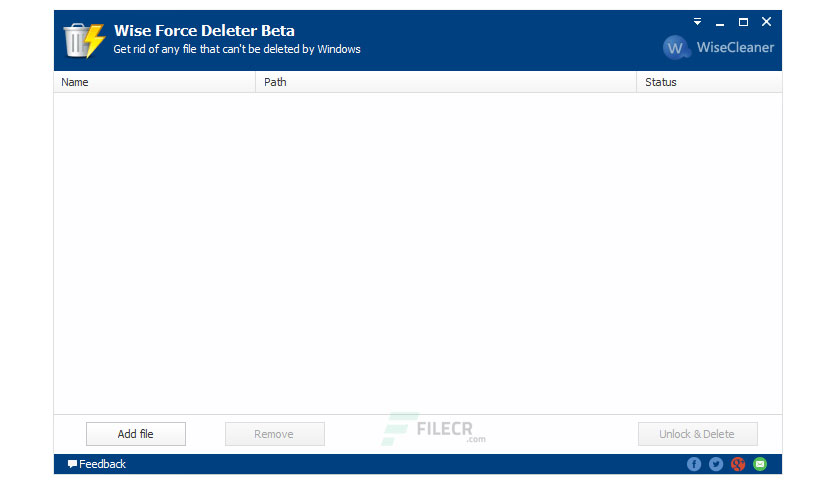 Wise Force Deleter Beta
Get rid of any file that can't be deleted by Windows
W WiseCleaner
Name Path Status
Add file Remove FILECR .com Unlock & Delete
Feedback